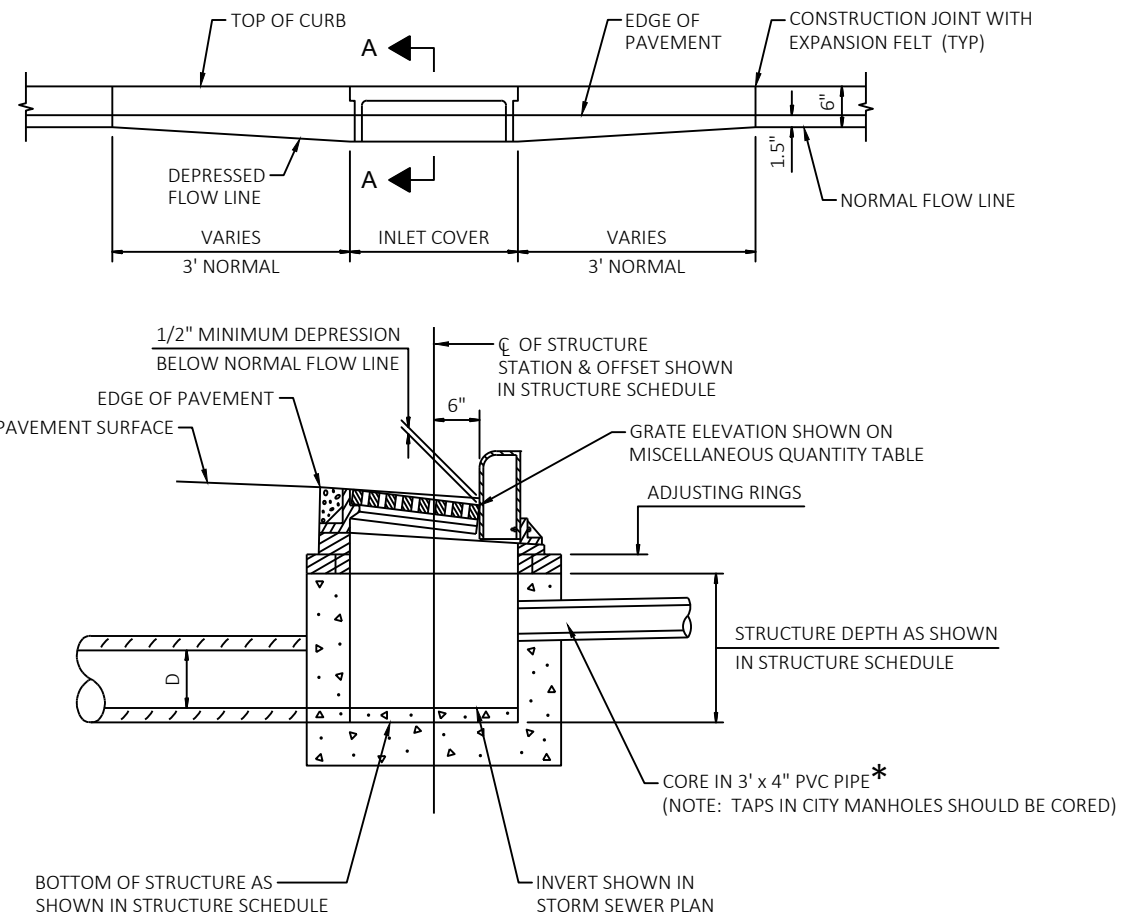 TOP OF CURB
EDGE OF
PAVEMENT
CONSTRUCTION JOINT WITH
EXPANSION FELT (TYP)
A
6"
1.5"
DEPRESSED
FLOW LINE
A
NORMAL FLOW LINE
VARIES
3' NORMAL
INLET COVER
VARIES
3' NORMAL
1/2" MINIMUM DEPRESSION
BELOW NORMAL FLOW LINE
℄ OF STRUCTURE
STATION & OFFSET SHOWN
IN STRUCTURE SCHEDULE
EDGE OF PAVEMENT
6"
PAVEMENT SURFACE
GRATE ELEVATION SHOWN ON
MISCELLANEOUS QUANTITY TABLE
ADJUSTING RINGS
STRUCTURE DEPTH AS SHOWN
IN STRUCTURE SCHEDULE
D
CORE IN 3' x 4" PVC PIPE*
(NOTE: TAPS IN CITY MANHOLES SHOULD BE CORED)
BOTTOM OF STRUCTURE AS
SHOWN IN STRUCTURE SCHEDULE
INVERT SHOWN IN
STORM SEWER PLAN